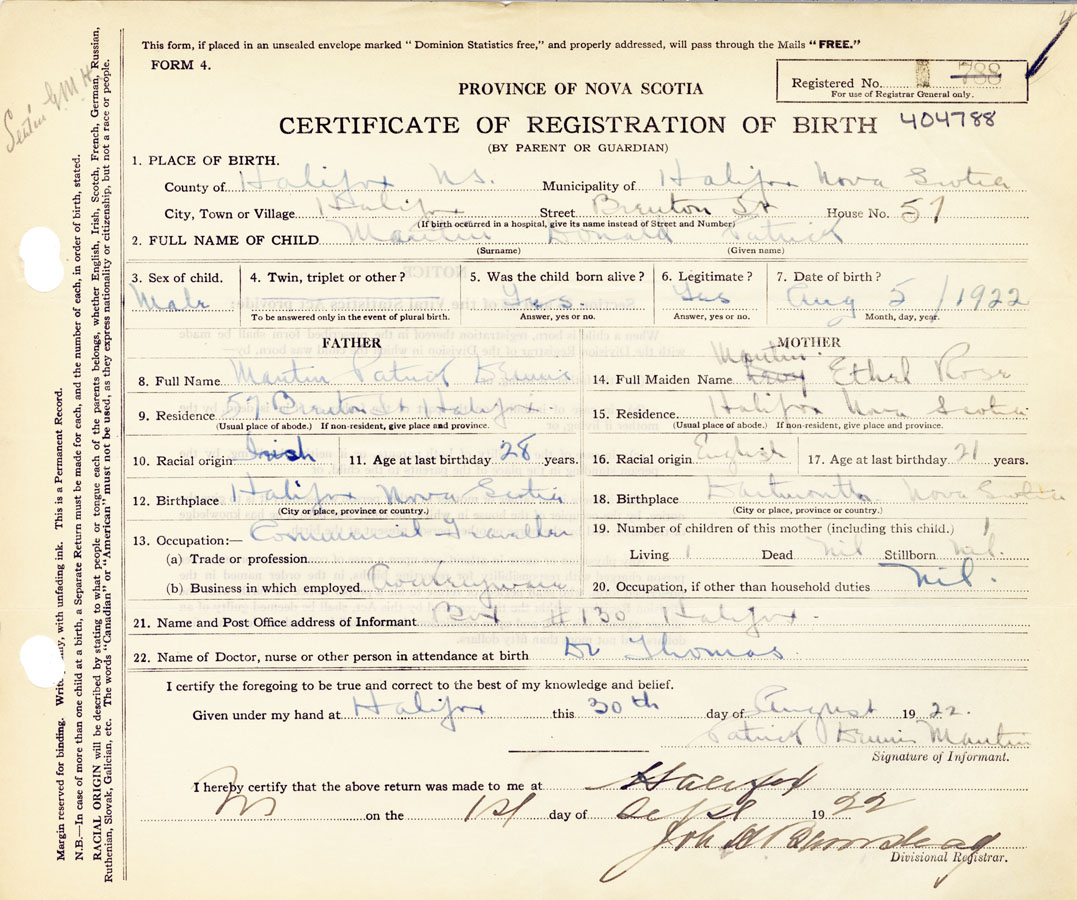 This form, if placed in an unsealed envelope marked "Dominion Statistics free," and properly addressed, will pass through the Mails "FREE."
FORM 4.
Registered No. 788
For use of Registrar General only.
PROVINCE OF NOVA SCOTIA
CERTIFICATE OF REGISTRATION OF BIRTH 404788
(BY PARENT OR GUARDIAN)
1. PLACE OF BIRTH.
County of Halifax N.S. Municipality of Halifax Nova Scotia
City, Town or Village Halifax Street Brenton St House No. 57
(If birth occurred in a hospital, give its name instead of Street and Number)
2. FULL NAME OF CHILD Mantin Donald Patrick
(Surname) (Given name)
3. Sex of child. 4. Twin, triplet or other? 5. Was the child born alive? 6. Legitimate? 7. Date of birth?
Male Yes. Yes Aug 5/1922
To be answered only in the event of plural birth. Answer, yes or no. Answer, yes or no. Month, day, year.
FATHER MOTHER
8. Full Name Mantin Patrick Dennis 14. Full Maiden Name Mantin Ethel Rose
9. Residence 57 Brenton St Halifax. 15. Residence. Halifax Nova Scotia
(Usual place of abode.) If non-resident, give place and province. (Usual place of abode.) If non-resident, give place and province.
10. Racial origin Irish 11. Age at last birthday 28 years. 16. Racial origin English 17. Age at last birthday 21 years.
12. Birthplace Halifax Nova Scotia 18. Birthplace Dartmouth Nova Scotia
(City or place, province or country.) (City or place, province or country.)
13. Occupation:— Commercial Traveller 19. Number of children of this mother (including this child.) 1
(a) Trade or profession Living 1 Dead Nil Stillborn Nil.
(b) Business in which employed 20. Occupation, if other than household duties Nil.
21. Name and Post Office address of Informant Box #130 Halifax.
22. Name of Doctor, nurse or other person in attendance at birth Dr Thomas.
I certify the foregoing to be true and correct to the best of my knowledge and belief.
Given under my hand at Halifax this 30th day of August 1922.
Patrick Dennis Mantin
Signature of Informant.
I hereby certify that the above return was made to me at Halifax
NS on the 1st day of Sept 1922
Divisional Registrar.
Margin reserved for binding. with unfading ink. This is a Permanent Record.
N.B.—In case of more than one child at a birth, a Separate Return must be made for each, and the number of each, in order of birth, stated.
RACIAL ORIGIN will be described by stating to what people or tongue each of the parents belongs, whether English, Irish, Scotch, French, German, Russian,
Ruthenian, Slovak, Galician, etc. The words "Canadian" or "American" must not be used, as they express nationality or citizenship, but not a race or people.